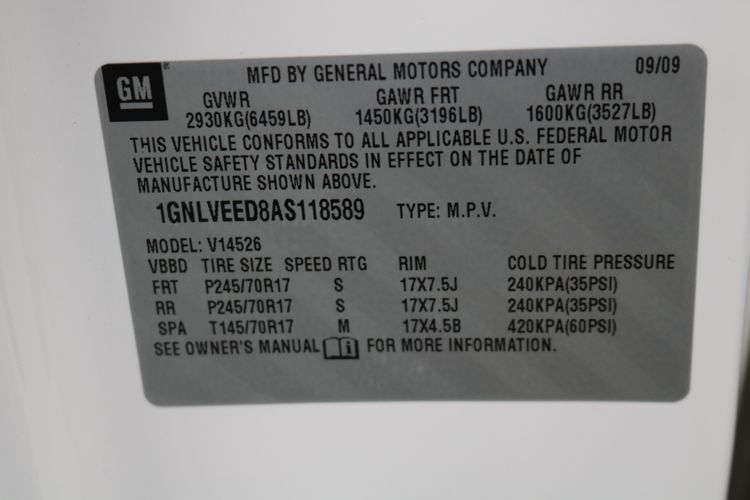 GM
MFD BY GENERAL MOTORS COMPANY 09/09
GVWR GAWR FRT GAWR RR
2930KG(6459LB) 1450KG(3196LB) 1600KG(3527LB)
THIS VEHICLE CONFORMS TO ALL APPLICABLE U.S. FEDERAL MOTOR
VEHICLE SAFETY STANDARDS IN EFFECT ON THE DATE OF
MANUFACTURE SHOWN ABOVE.
1GNLVEED8AS118589 TYPE: M.P.V.
MODEL: V14526
VBBD TIRE SIZE SPEED RTG RIM COLD TIRE PRESSURE
FRT P245/70R17 S 17X7.5J 240KPA(35PSI)
RR P245/70R17 S 17X7.5J 240KPA(35PSI)
SPA T145/70R17 M 17X4.5B 420KPA(60PSI)
SEE OWNER'S MANUAL i FOR MORE INFORMATION.